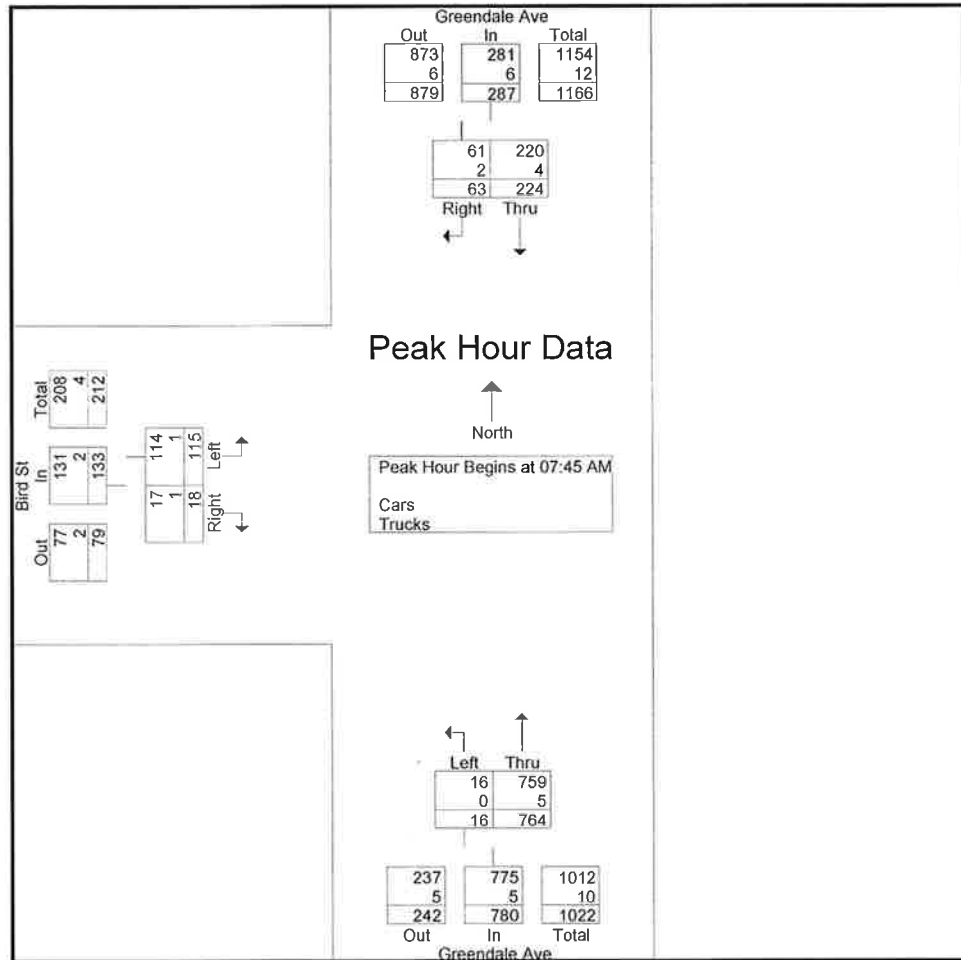 Greendale Ave
Out In Total
873 281 1154
6 6 12
879 287 1166
61 220
2 4
63 224
Right Thru
Peak Hour Data
North
Peak Hour Begins at 07:45 AM
Cars
Trucks
Bird St
Out In Total
77 131 208
2 2 4
79 133 212
17 114
1 1
18 115
Right Left
Left Thru
16 759
0 5
16 764
237 775 1012
5 5 10
242 780 1022
Out In Total
Greendale Ave